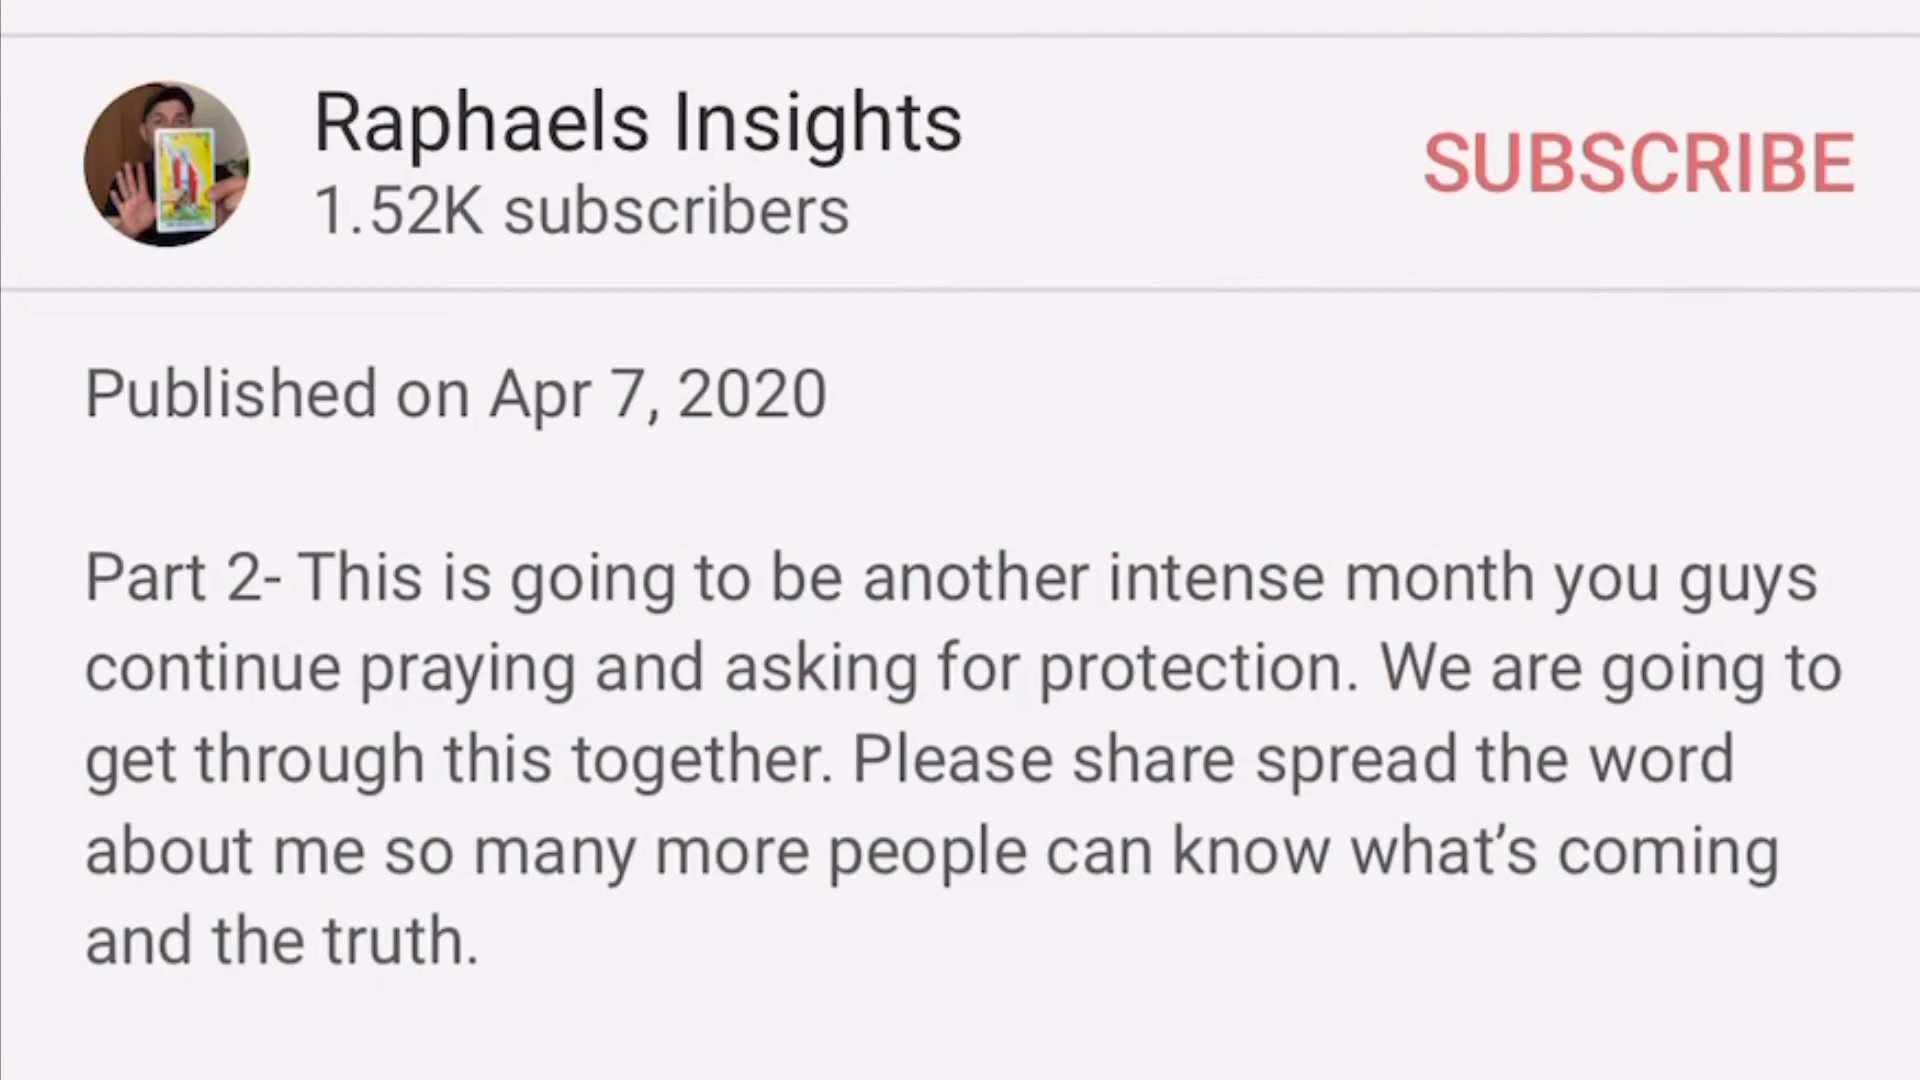 Raphaels Insights
1.52K subscribers
SUBSCRIBE
Published on Apr 7, 2020
Part 2- This is going to be another intense month you guys
continue praying and asking for protection. We are going to
get through this together. Please share spread the word
about me so many more people can know what’s coming
and the truth.